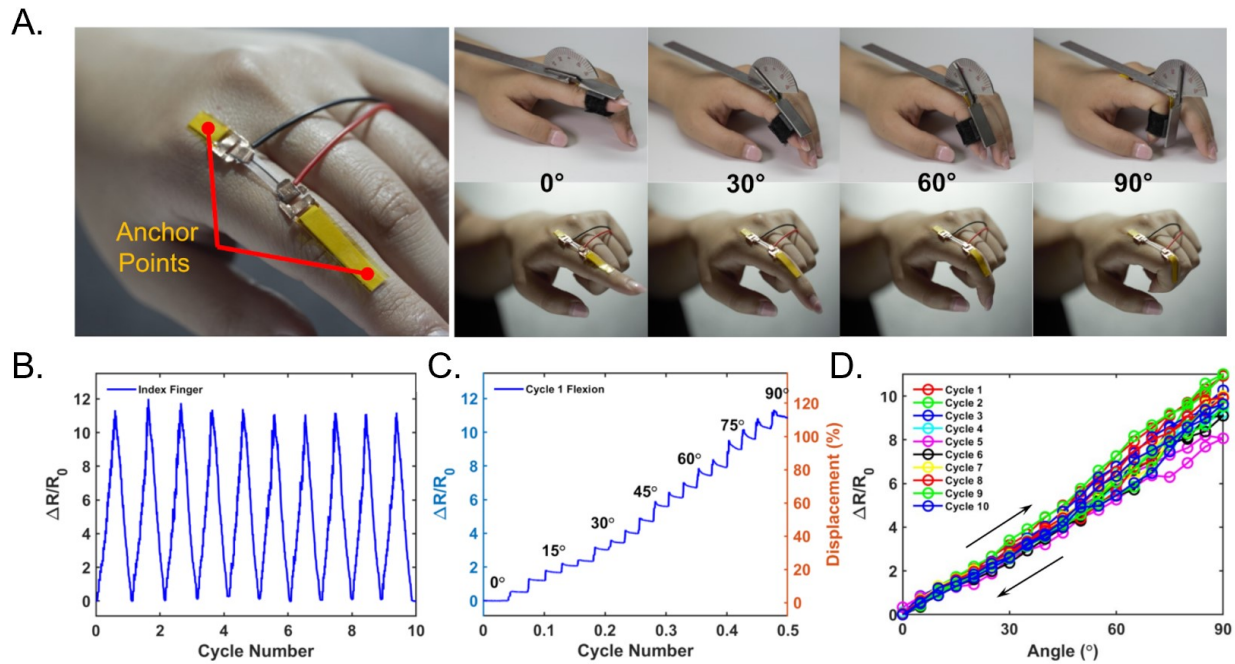 A.
Anchor
Points
0°
30°
60°
90°
B.
Index Finger
12
10
8
6
4
2
0
ΔR/R0
0
2
4
6
8
10
Cycle Number
C.
Cycle 1 Flexion
12
10
8
6
4
2
0
ΔR/R0
0°
15°
30°
45°
60°
75°
90°
120
100
80
60
40
20
0
Displacement (%)
0
0.1
0.2
0.3
0.4
0.5
Cycle Number
D.
Cycle 1
Cycle 2
Cycle 3
Cycle 4
Cycle 5
Cycle 6
Cycle 7
Cycle 8
Cycle 9
Cycle 10
10
8
6
4
2
0
ΔR/R0
0
30
60
90
Angle (°)